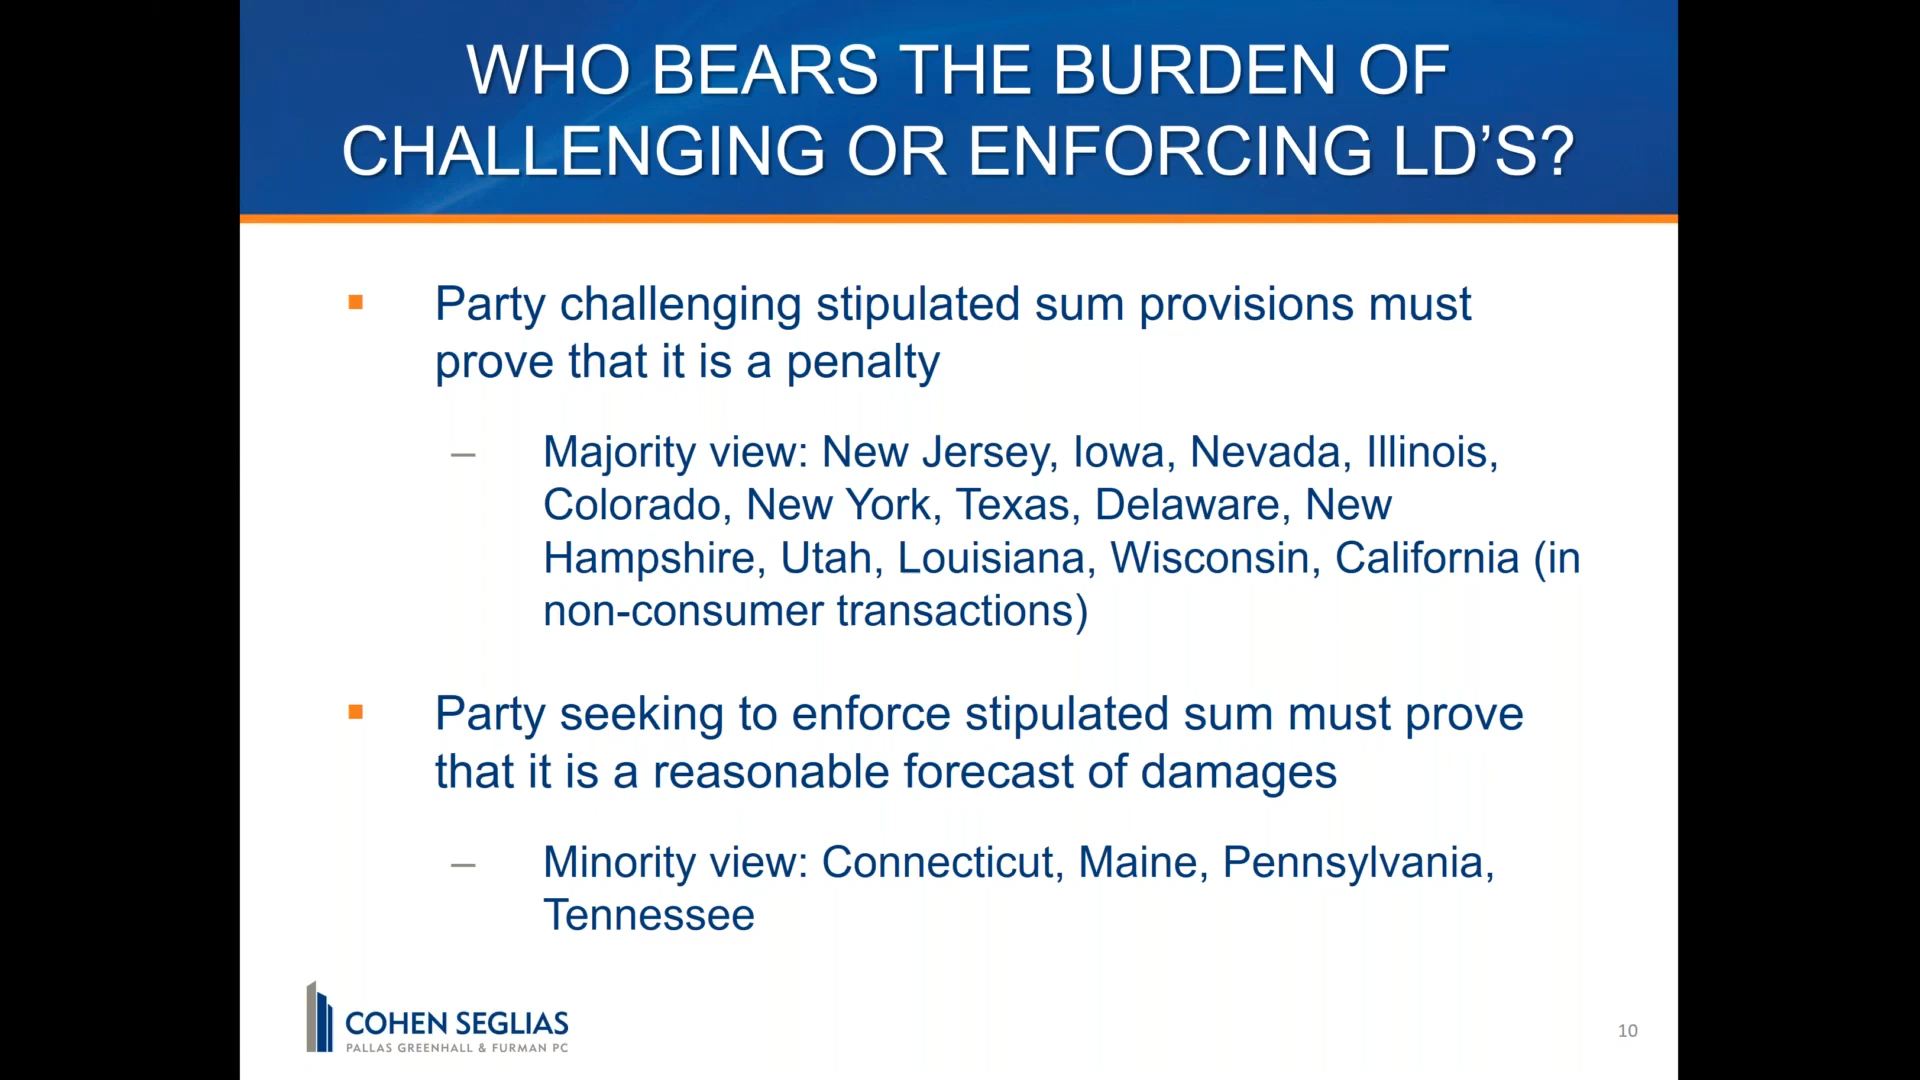 WHO BEARS THE BURDEN OF
CHALLENGING OR ENFORCING LD’S?
▪ Party challenging stipulated sum provisions must
prove that it is a penalty
– Majority view: New Jersey, Iowa, Nevada, Illinois,
Colorado, New York, Texas, Delaware, New
Hampshire, Utah, Louisiana, Wisconsin, California (in
non-consumer transactions)
▪ Party seeking to enforce stipulated sum must prove
that it is a reasonable forecast of damages
– Minority view: Connecticut, Maine, Pennsylvania,
Tennessee
COHEN SEGLIAS
PALLAS GREENHALL & FURMAN PC
10